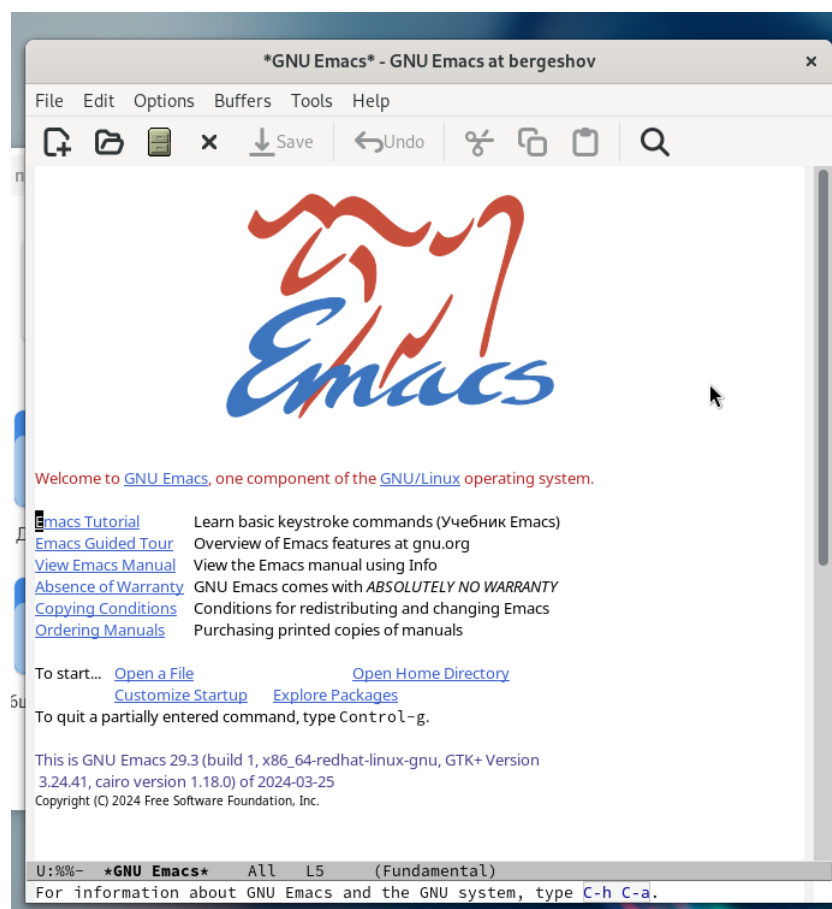 *GNU Emacs* - GNU Emacs at bergeshov
File Edit Options Buffers Tools Help
Save Undo
Emacs
Welcome to GNU Emacs, one component of the GNU/Linux operating system.
Emacs Tutorial Learn basic keystroke commands (Учебник Emacs)
Emacs Guided Tour Overview of Emacs features at gnu.org
View Emacs Manual View the Emacs manual using Info
Absence of Warranty GNU Emacs comes with ABSOLUTELY NO WARRANTY
Copying Conditions Conditions for redistributing and changing Emacs
Ordering Manuals Purchasing printed copies of manuals
To start... Open a File Open Home Directory
Customize Startup Explore Packages
To quit a partially entered command, type Control-g.
This is GNU Emacs 29.3 (build 1, x86_64-redhat-linux-gnu, GTK+ Version
3.24.41, cairo version 1.18.0) of 2024-03-25
Copyright (C) 2024 Free Software Foundation, Inc.
U:%%- *GNU Emacs* All L5 (Fundamental)
For information about GNU Emacs and the GNU system, type C-h C-a.